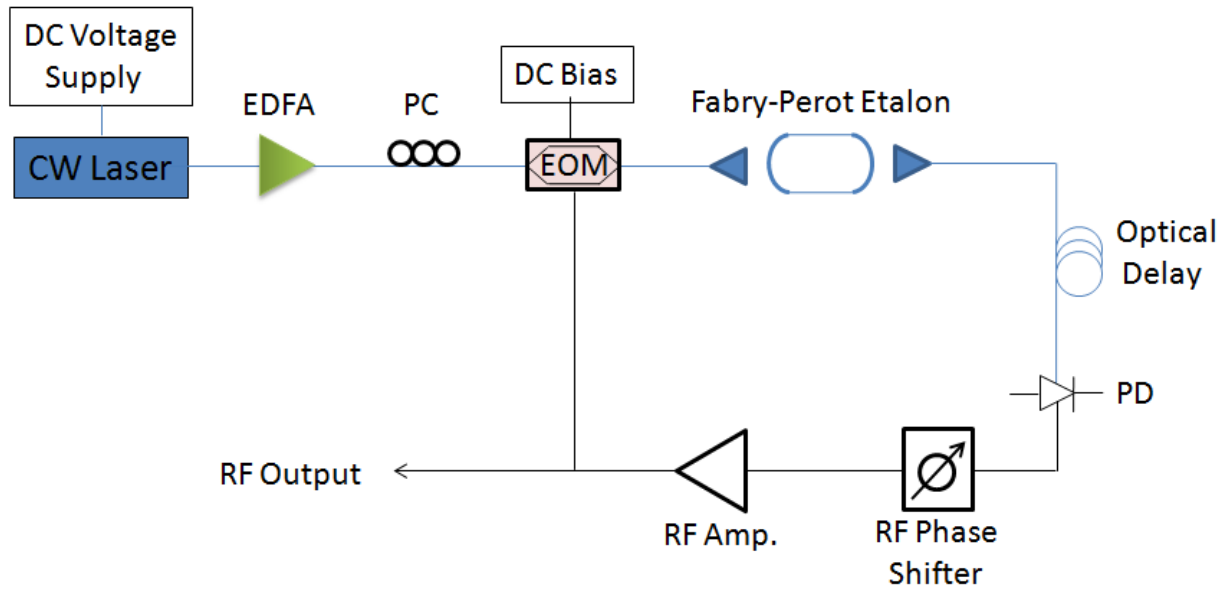 DC Voltage
Supply
CW Laser
EDFA
PC
DC Bias
EOM
Fabry-Perot Etalon
Optical
Delay
PD
RF Phase
Shifter
RF Amp.
RF Output